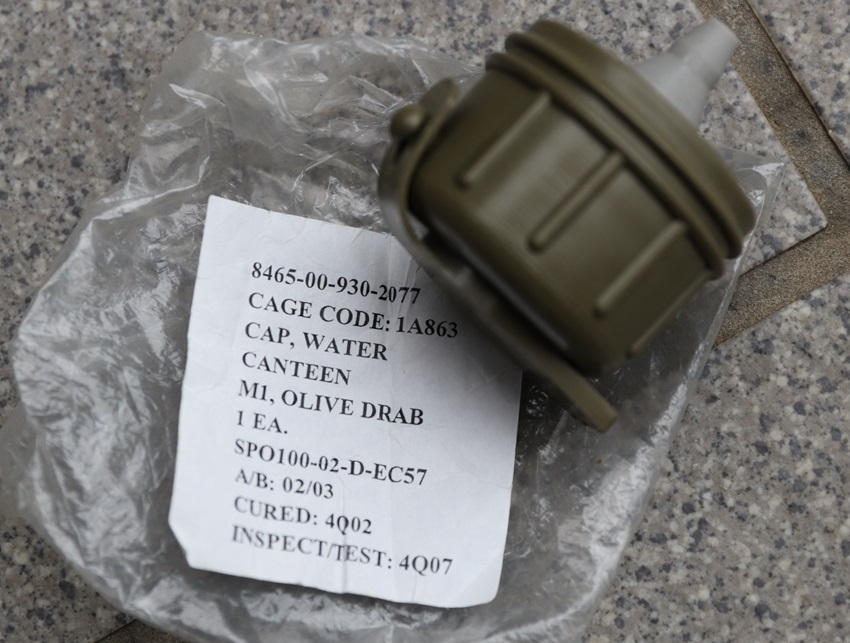 8465-00-930-2077
CAGE CODE: 1A863
CAP, WATER
CANTEEN
M1, OLIVE DRAB
1 EA.
SPO100-02-D-EC57
A/B: 02/03
CURED: 4Q02
INSPECT/TEST: 4Q07